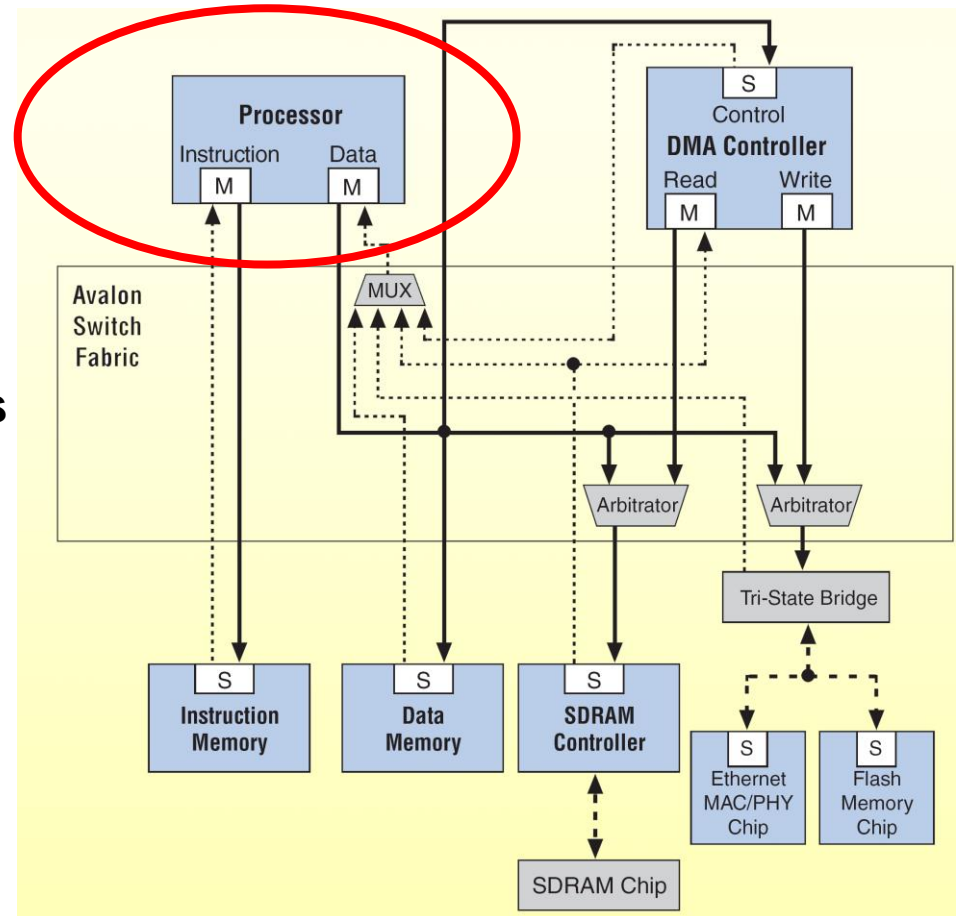 S
Control
DMA Controller
Read Write
M M
Processor
Instruction Data
M M
Avalon
Switch
Fabric
MUX
s
Arbitrator Arbitrator
Tri-State Bridge
S
Instruction
Memory
S
Data
Memory
S
SDRAM
Controller
S
Ethernet
MAC/PHY
Chip
S
Flash
Memory
Chip
SDRAM Chip